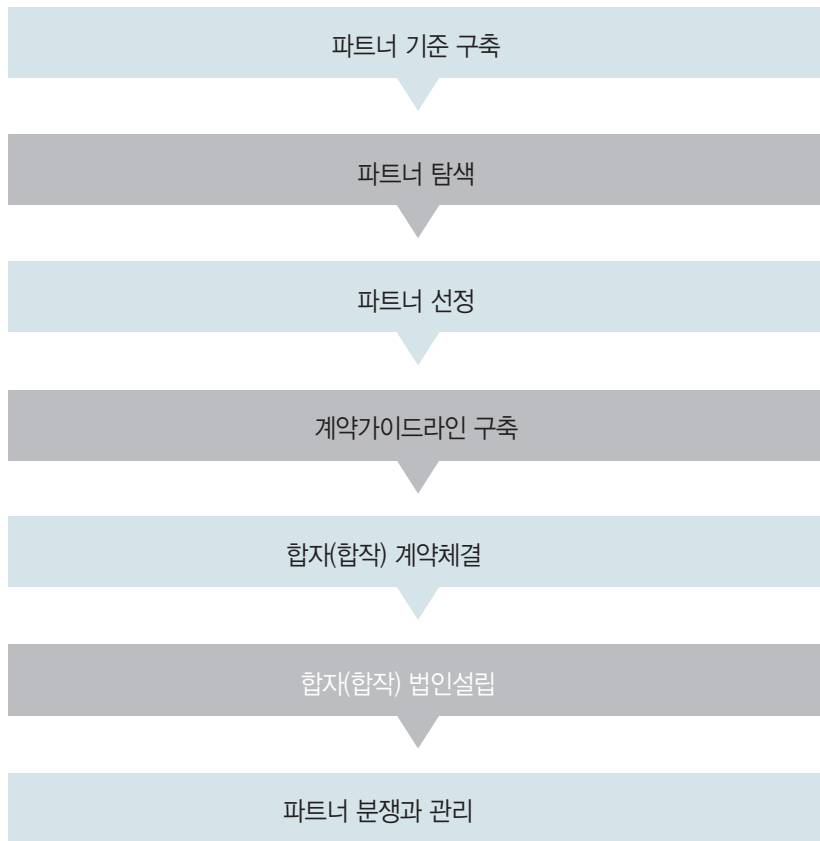 파트너 기준 구축
파트너 탐색
파트너 선정
계약가이드라인 구축
합자(합작) 계약체결
합자(합작) 법인설립
파트너 분쟁과 관리